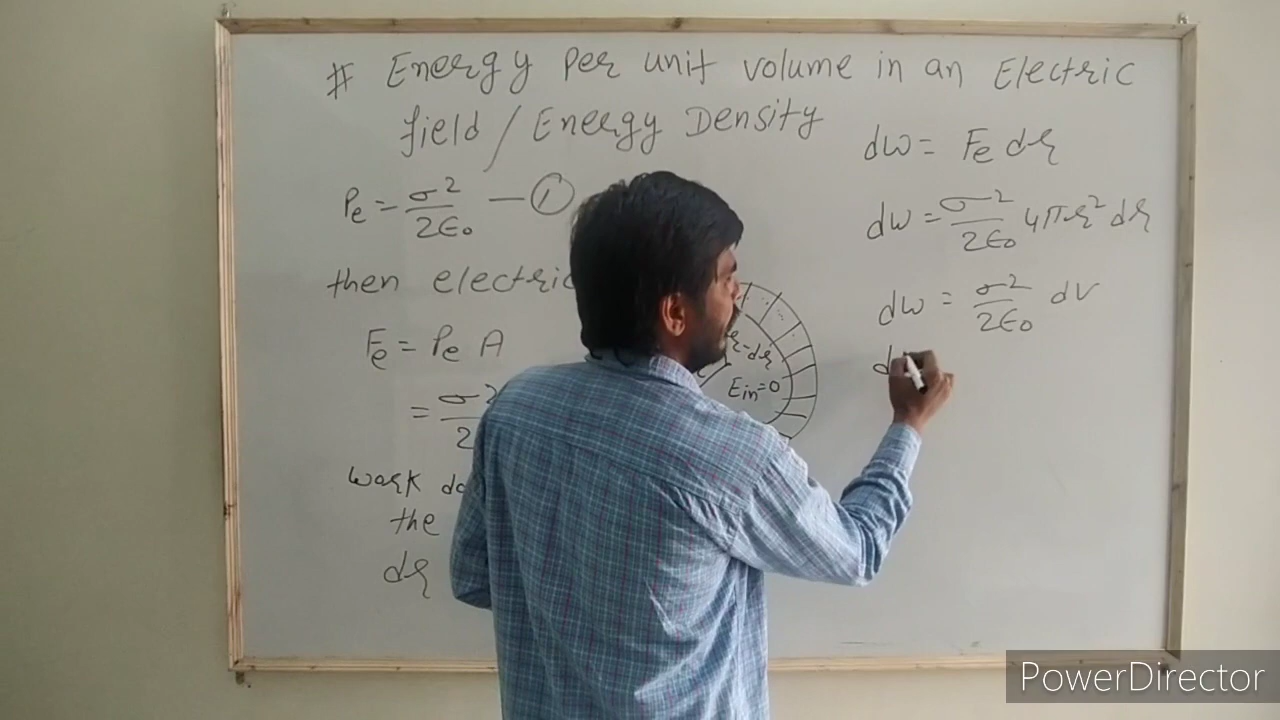 # Energy Per unit volume in an Electric
field / Energy Density
Pe = σ²/2ϵ₀ — ①
then electric
Fe = Pe A
= σ²
work
the
dr
r-dr
Ein=0
dw = Fe dr
dw = σ²/2ϵ₀ 4πr² dr
dw = σ²/2ϵ₀ dV
PowerDirector